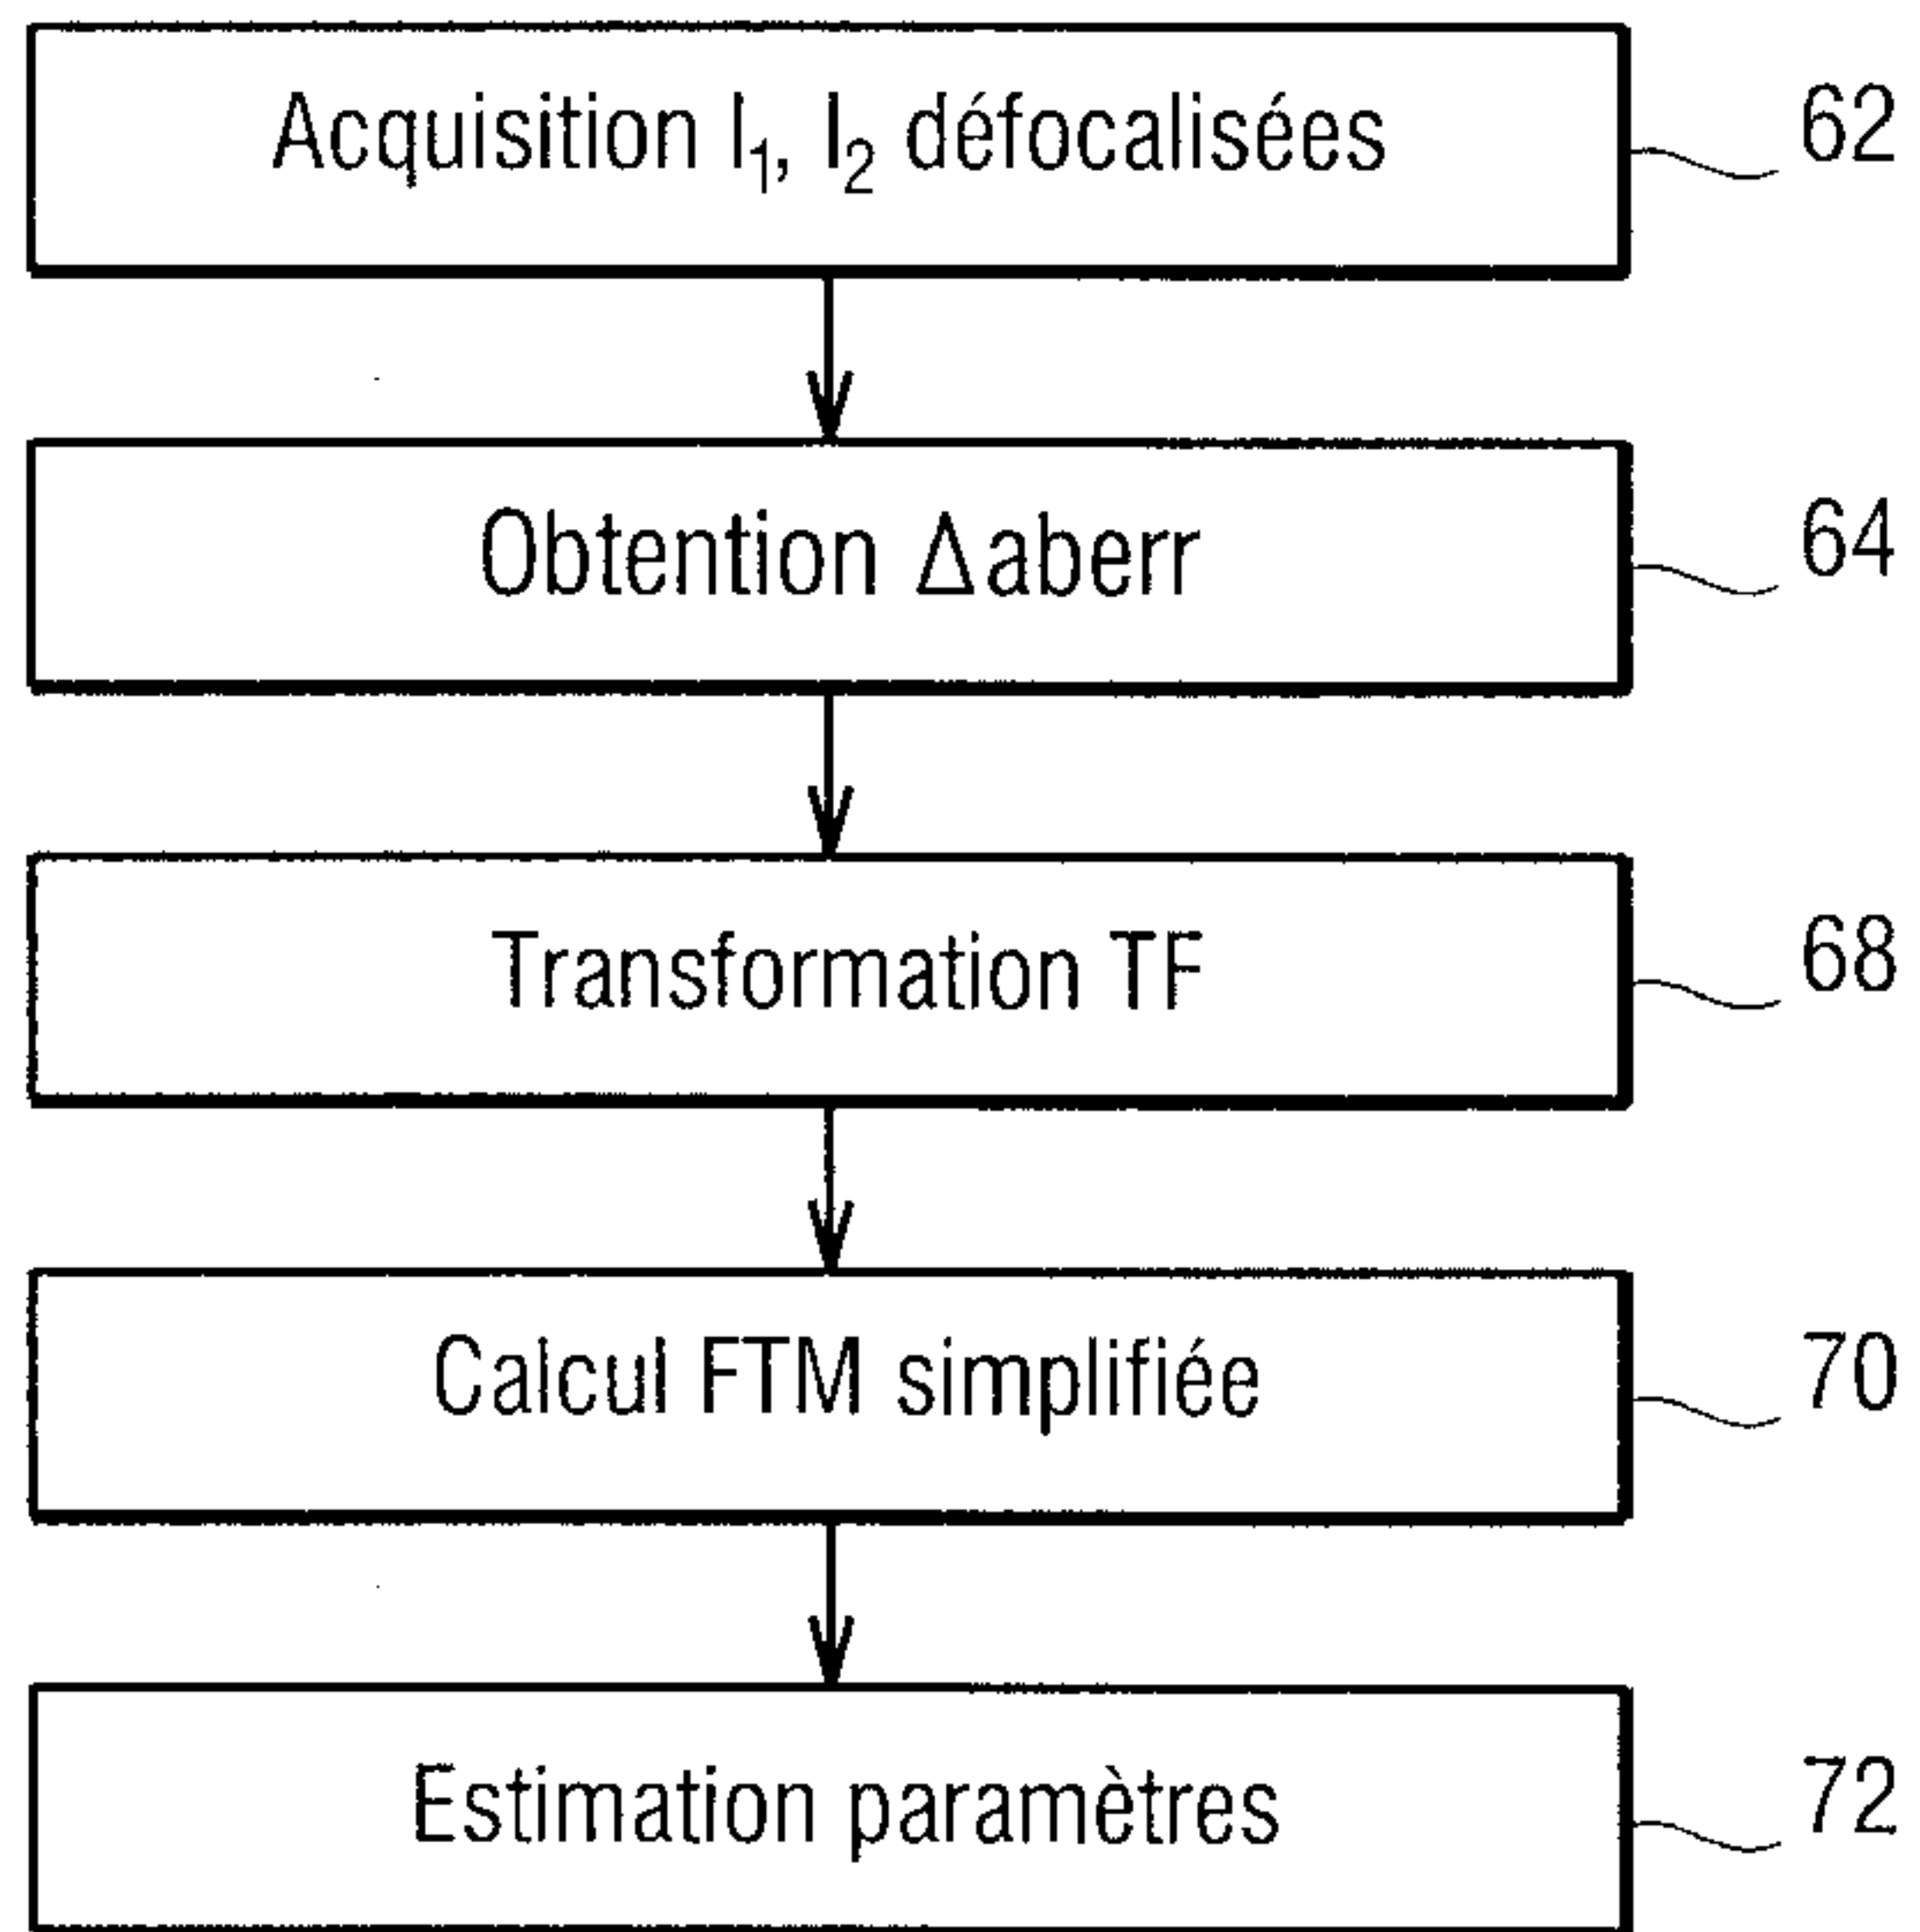 Acquisition I₁, I₂ défocalisées 62
Obtention Δaberr 64
Transformation TF 68
Calcul FTM simplifiée 70
Estimation paramètres 72